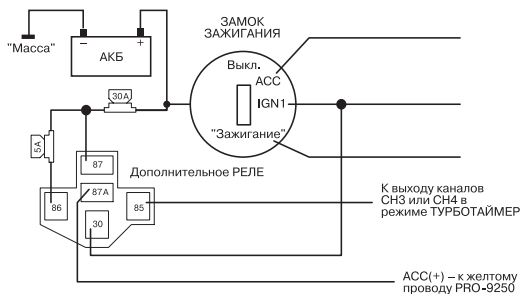 ЗАМОК
ЗАЖИГАНИЯ
"Масса"
– +
АКБ
Выкл.
ACC
IGN1
"Зажигание"
30A
5A
87
Дополнительное РЕЛЕ
87A
86
30
85
К выходу каналов
CH3 или CH4 в
режиме ТУРБОТАЙМЕР
ACC(+) – к желтому
проводу PRO-9250